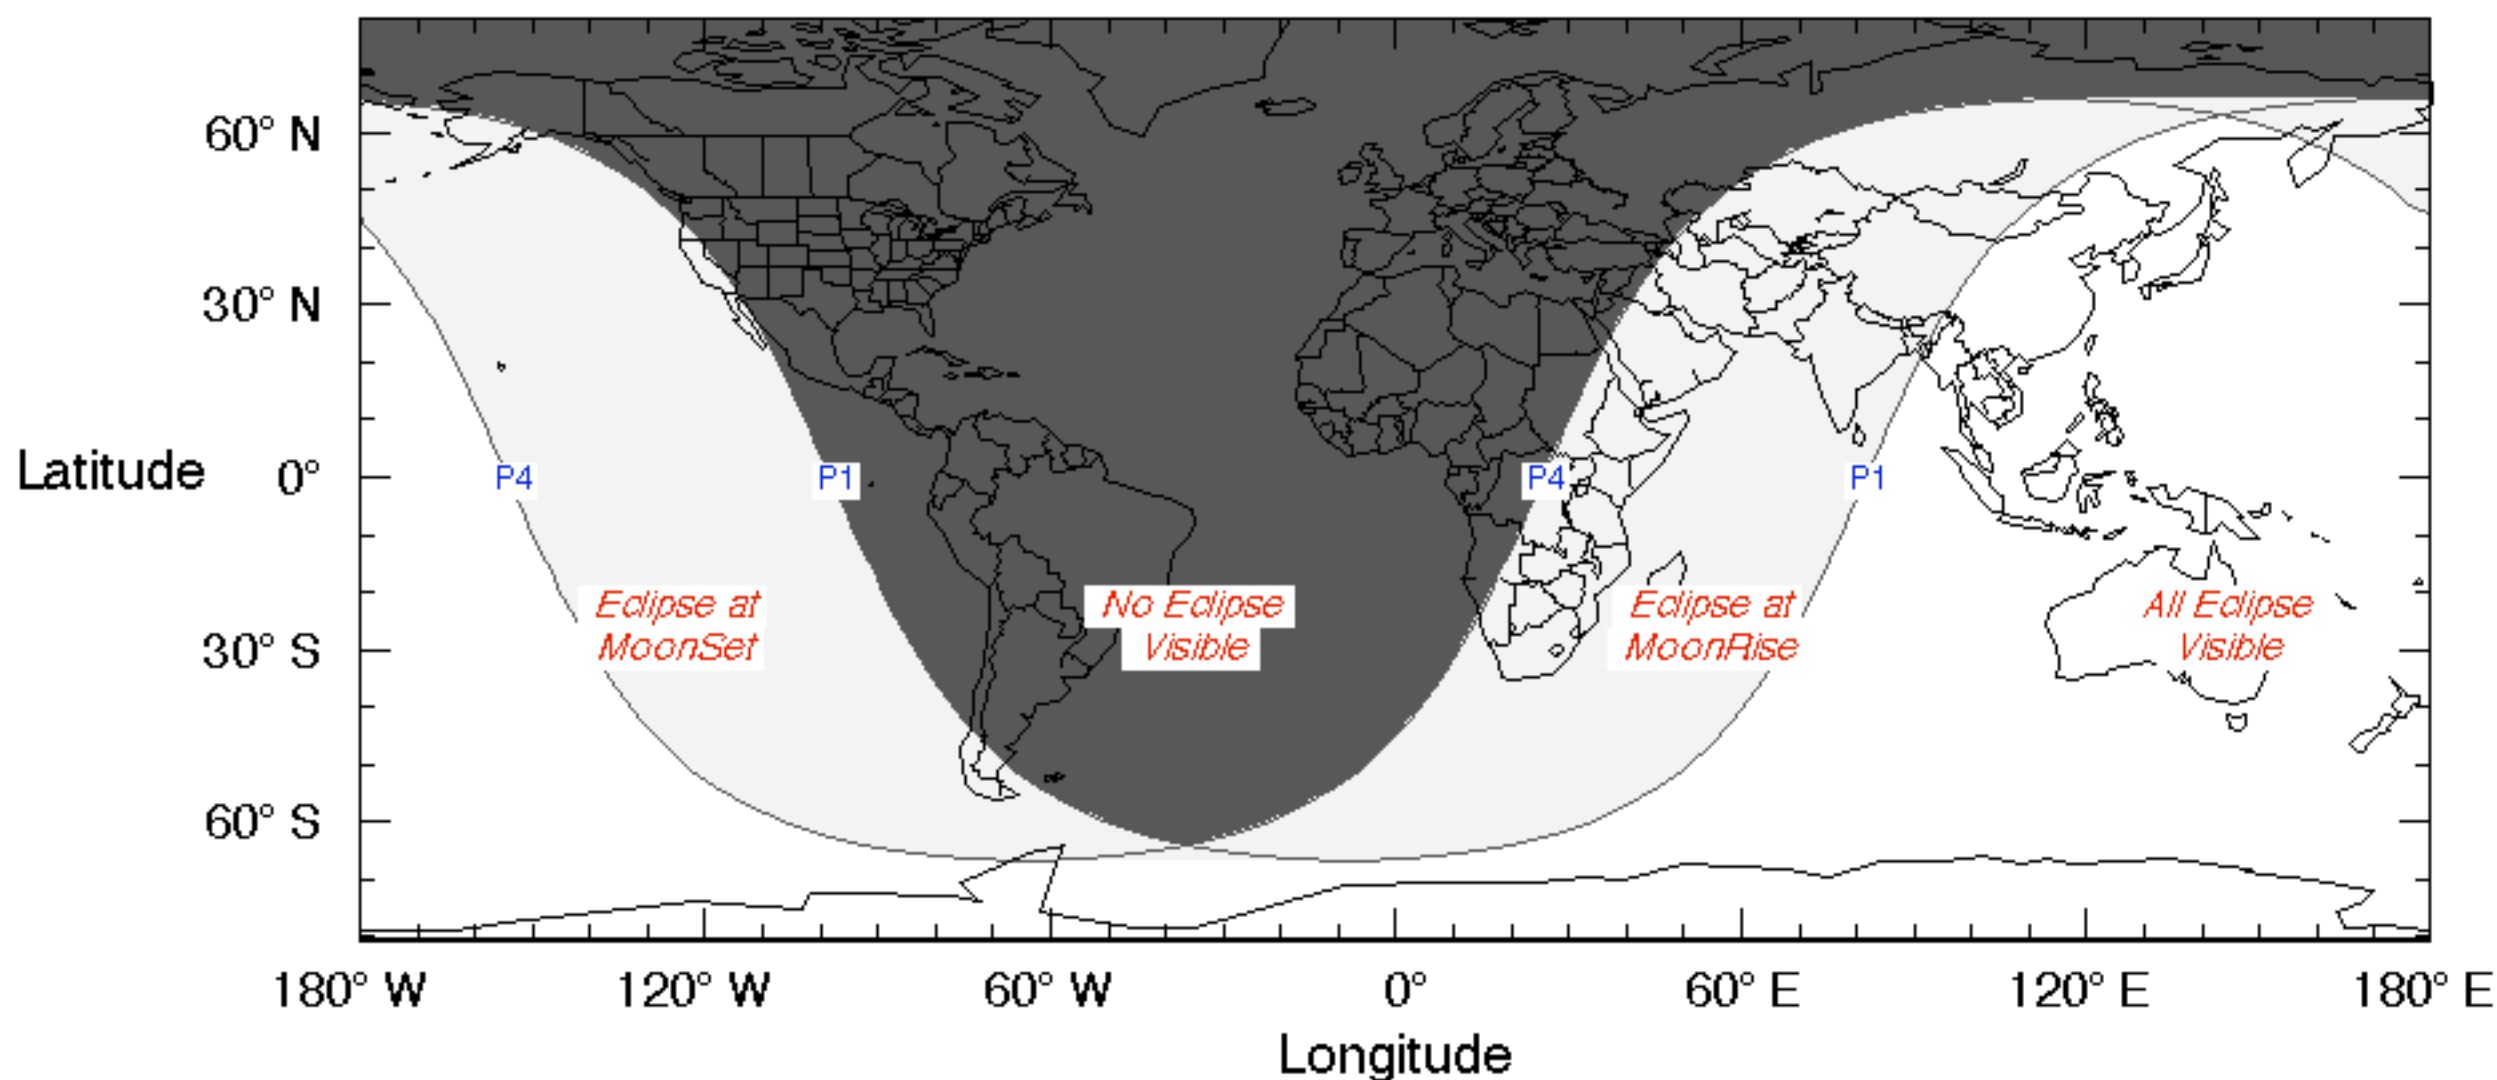 60° N
30° N
Latitude 0°
P4 P1 P4 P1
Eclipse at No Eclipse Eclipse at All Eclipse
MoonSet Visible MoonRise Visible
30° S
60° S
180° W 120° W 60° W 0° 60° E 120° E 180° E
Longitude